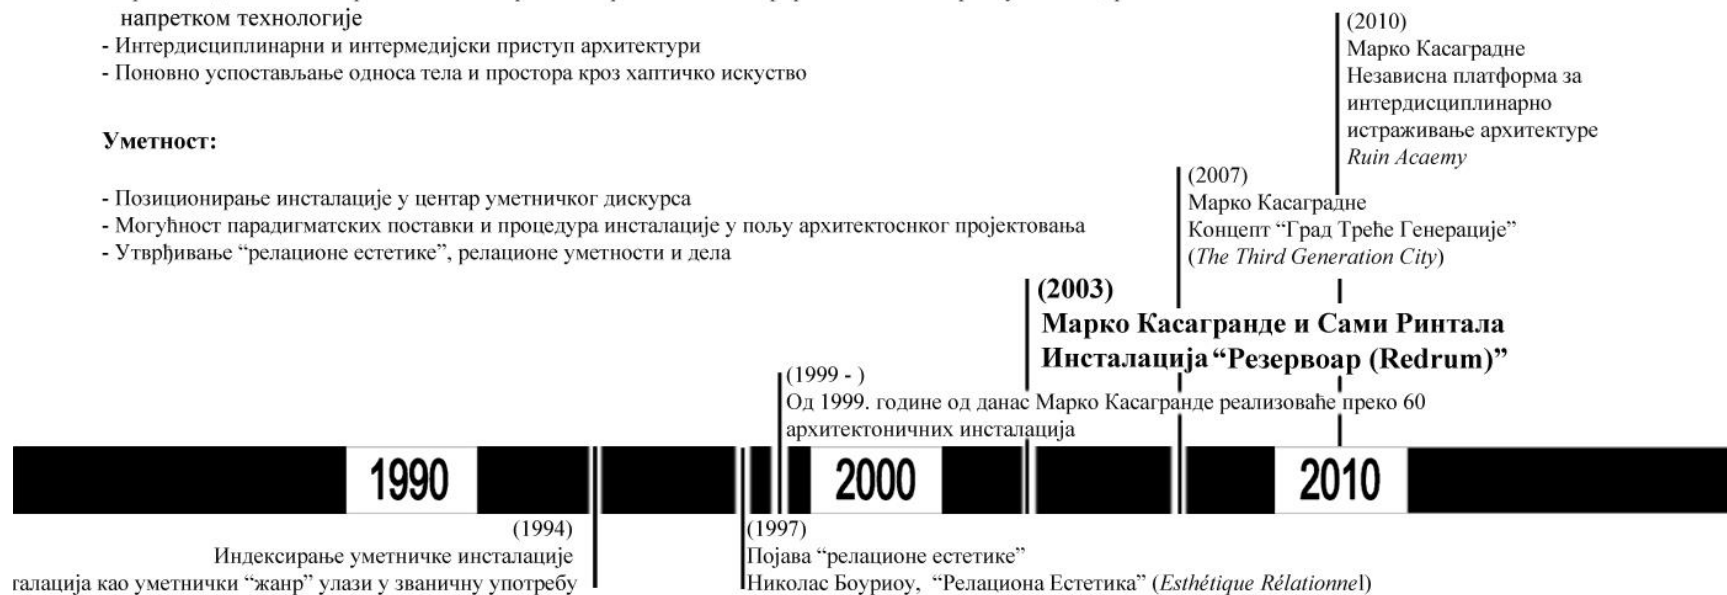 напретком технологије
- Интердисциплинарни и интермедијски приступ архитектури
- Поновно успостављање односа тела и простора кроз хаптичко искуство
Уметност:
- Позиционирање инсталације у центар уметничког дискурса
- Могућност парадигматских поставки и процедура инсталације у пољу архитектоснког пројектовања
- Утврђивање “релационе естетике”, релационе уметности и дела
(2010)
Марко Касаградне
Независна платформа за
интердисциплинарно
истраживање архитектуре
Ruin Acaemy
(2007)
Марко Касаградне
Концепт “Град Треће Генерације”
(The Third Generation City)
(2003)
Марко Касагранде и Сами Ринтала
Инсталација “Резервоар (Redrum)”
(1999 - )
Од 1999. године од данас Марко Касагранде реализоваће преко 60
архитектоничних инсталација
1990
2000
2010
(1994)
Индексирање уметничке инсталације
као уметнички “жанр” улази у званичну употребу
(1997)
Појава “релационе естетике”
Николас Боуриоу, “Релациона Естетика” (Esthétique Rélationnel)